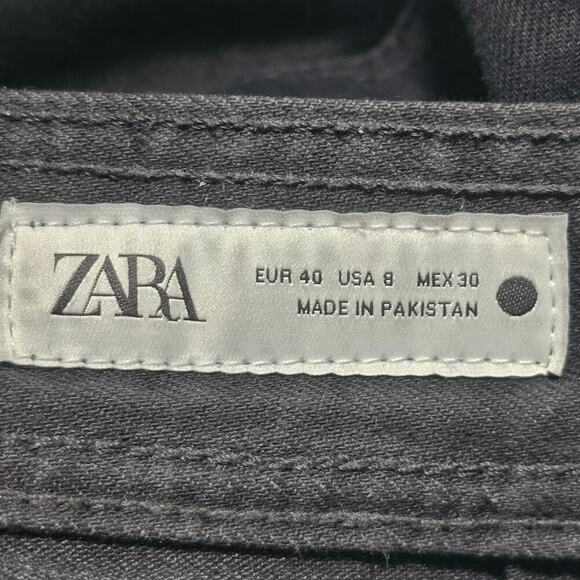 ZARA
EUR 40 USA 8 MEX 30
MADE IN PAKISTAN